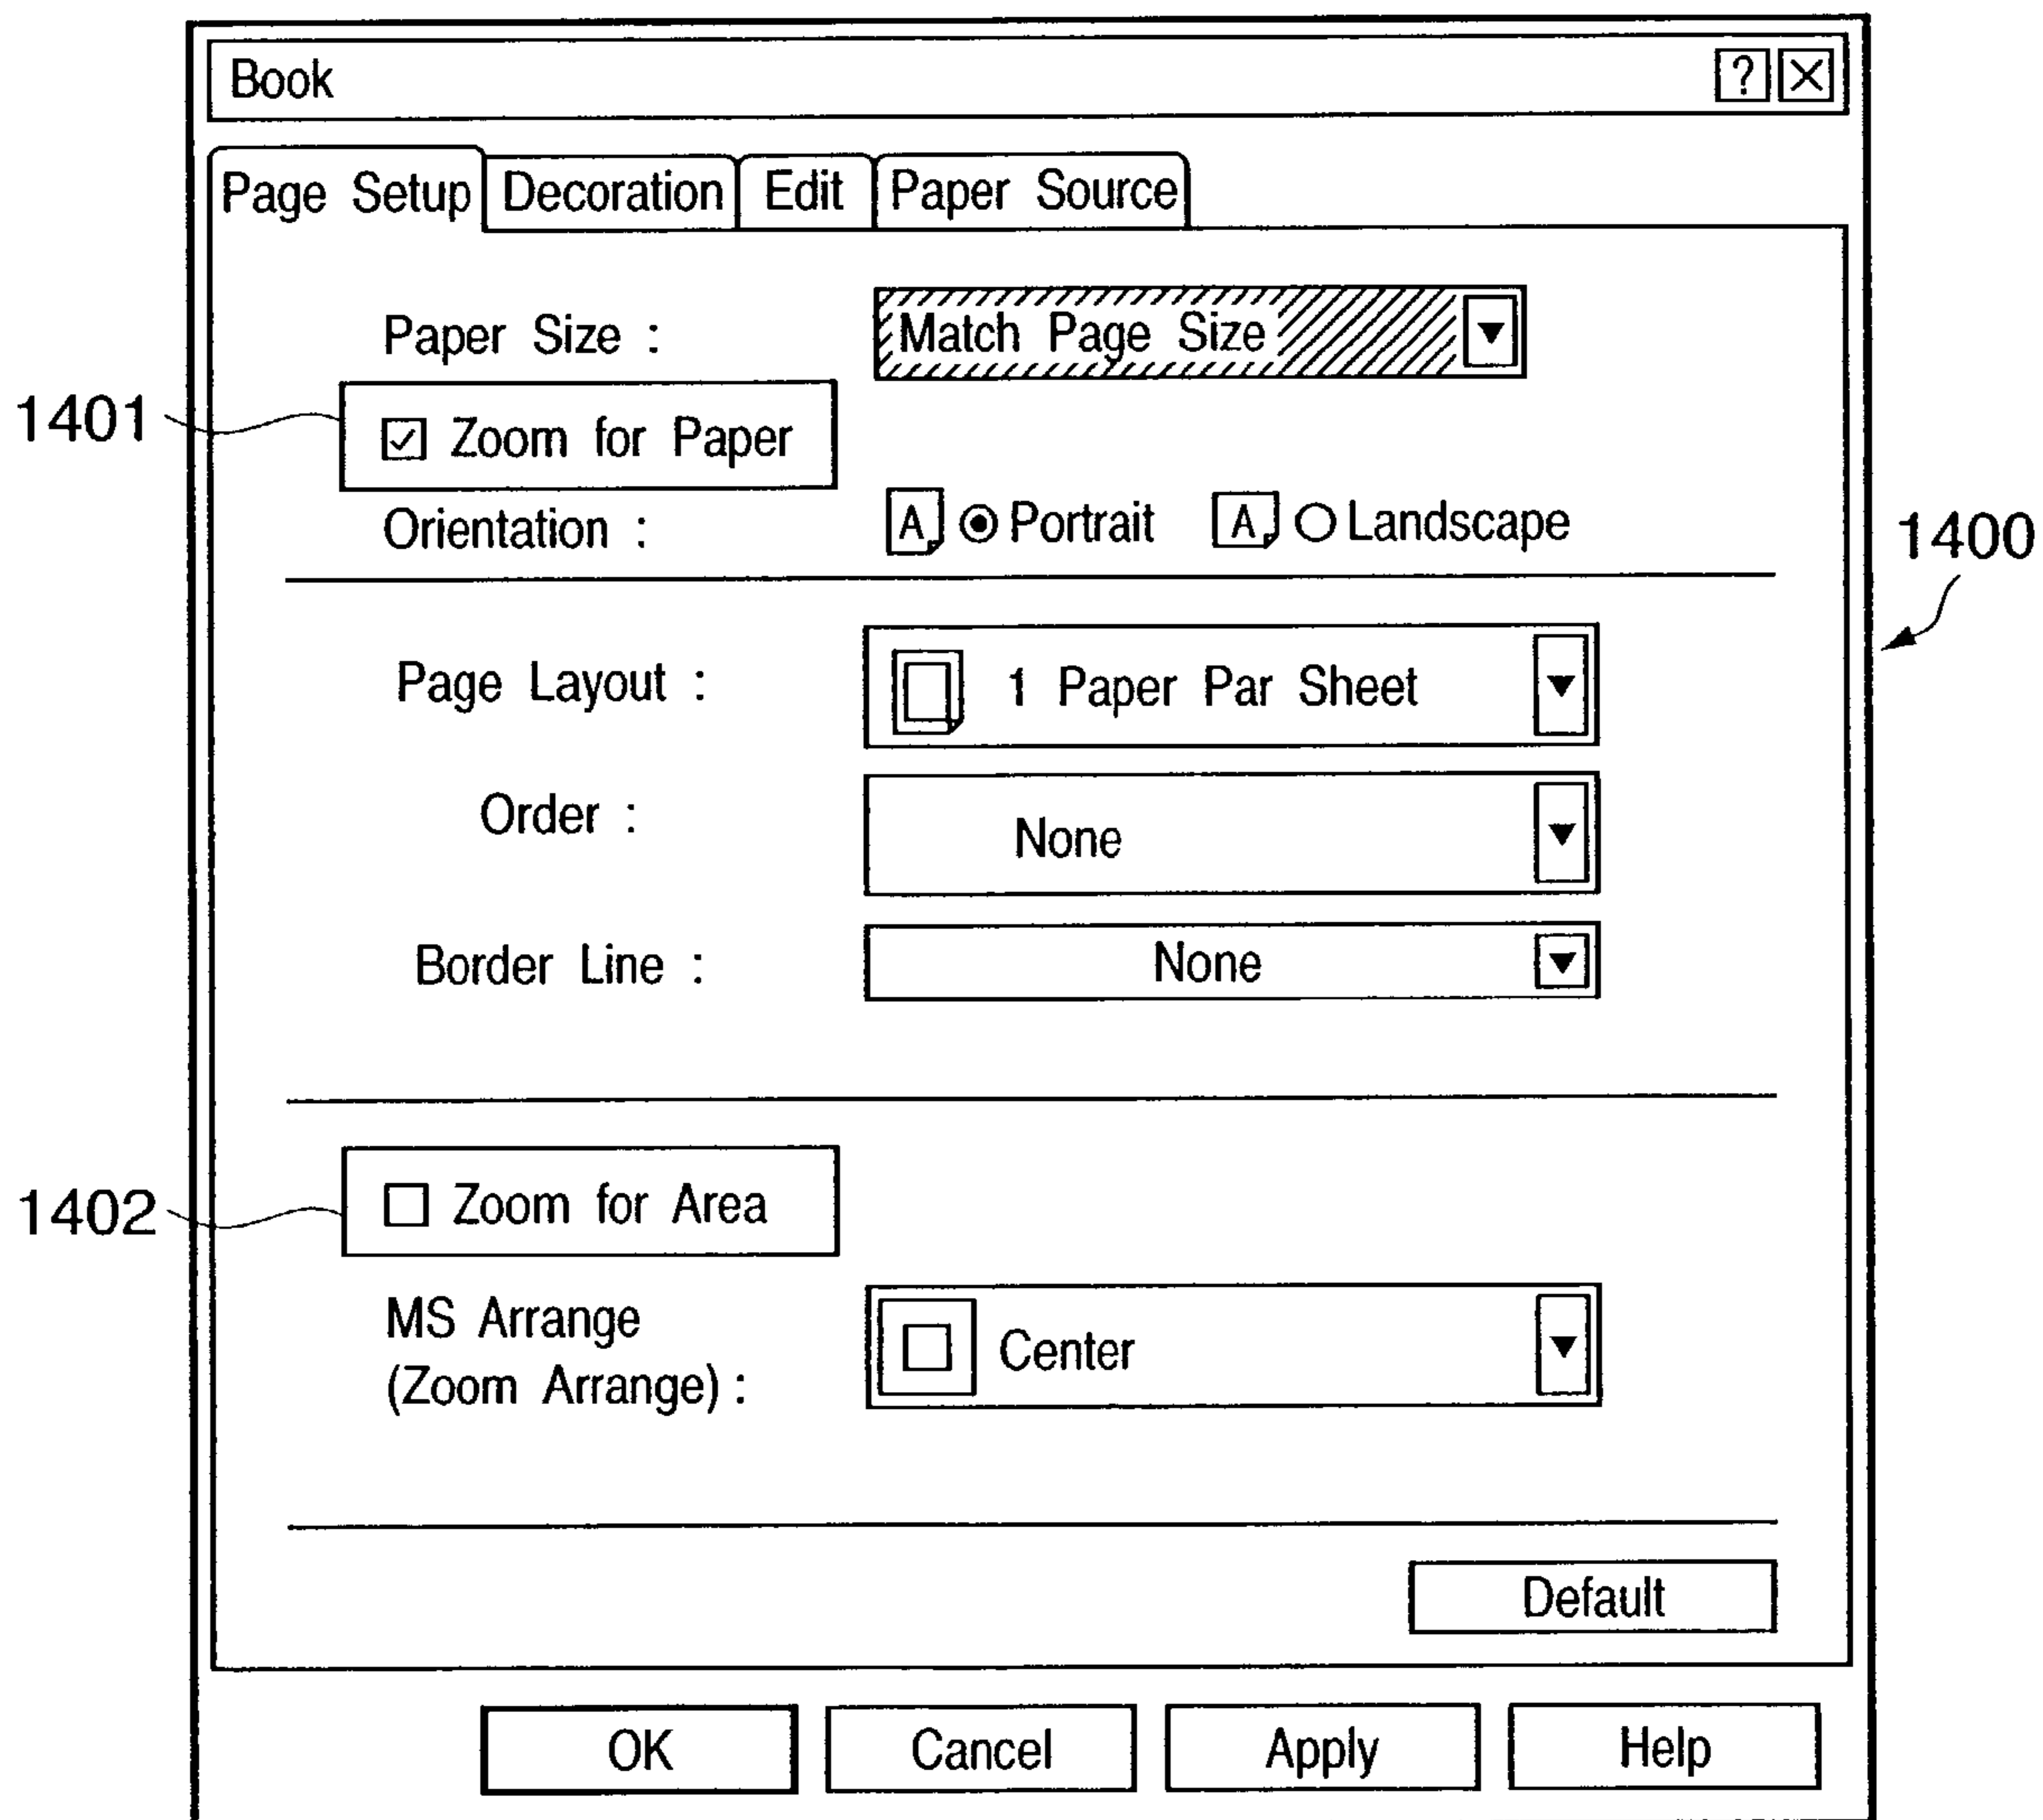 Book ? X
Page Setup Decoration Edit Paper Source
Paper Size : Match Page Size
1401
Zoom for Paper
Orientation : A Portrait A Landscape
1400
Page Layout : 1 Paper Par Sheet
Order : None
Border Line : None
1402
Zoom for Area
MS Arrange
(Zoom Arrange) : Center
Default
OK Cancel Apply Help